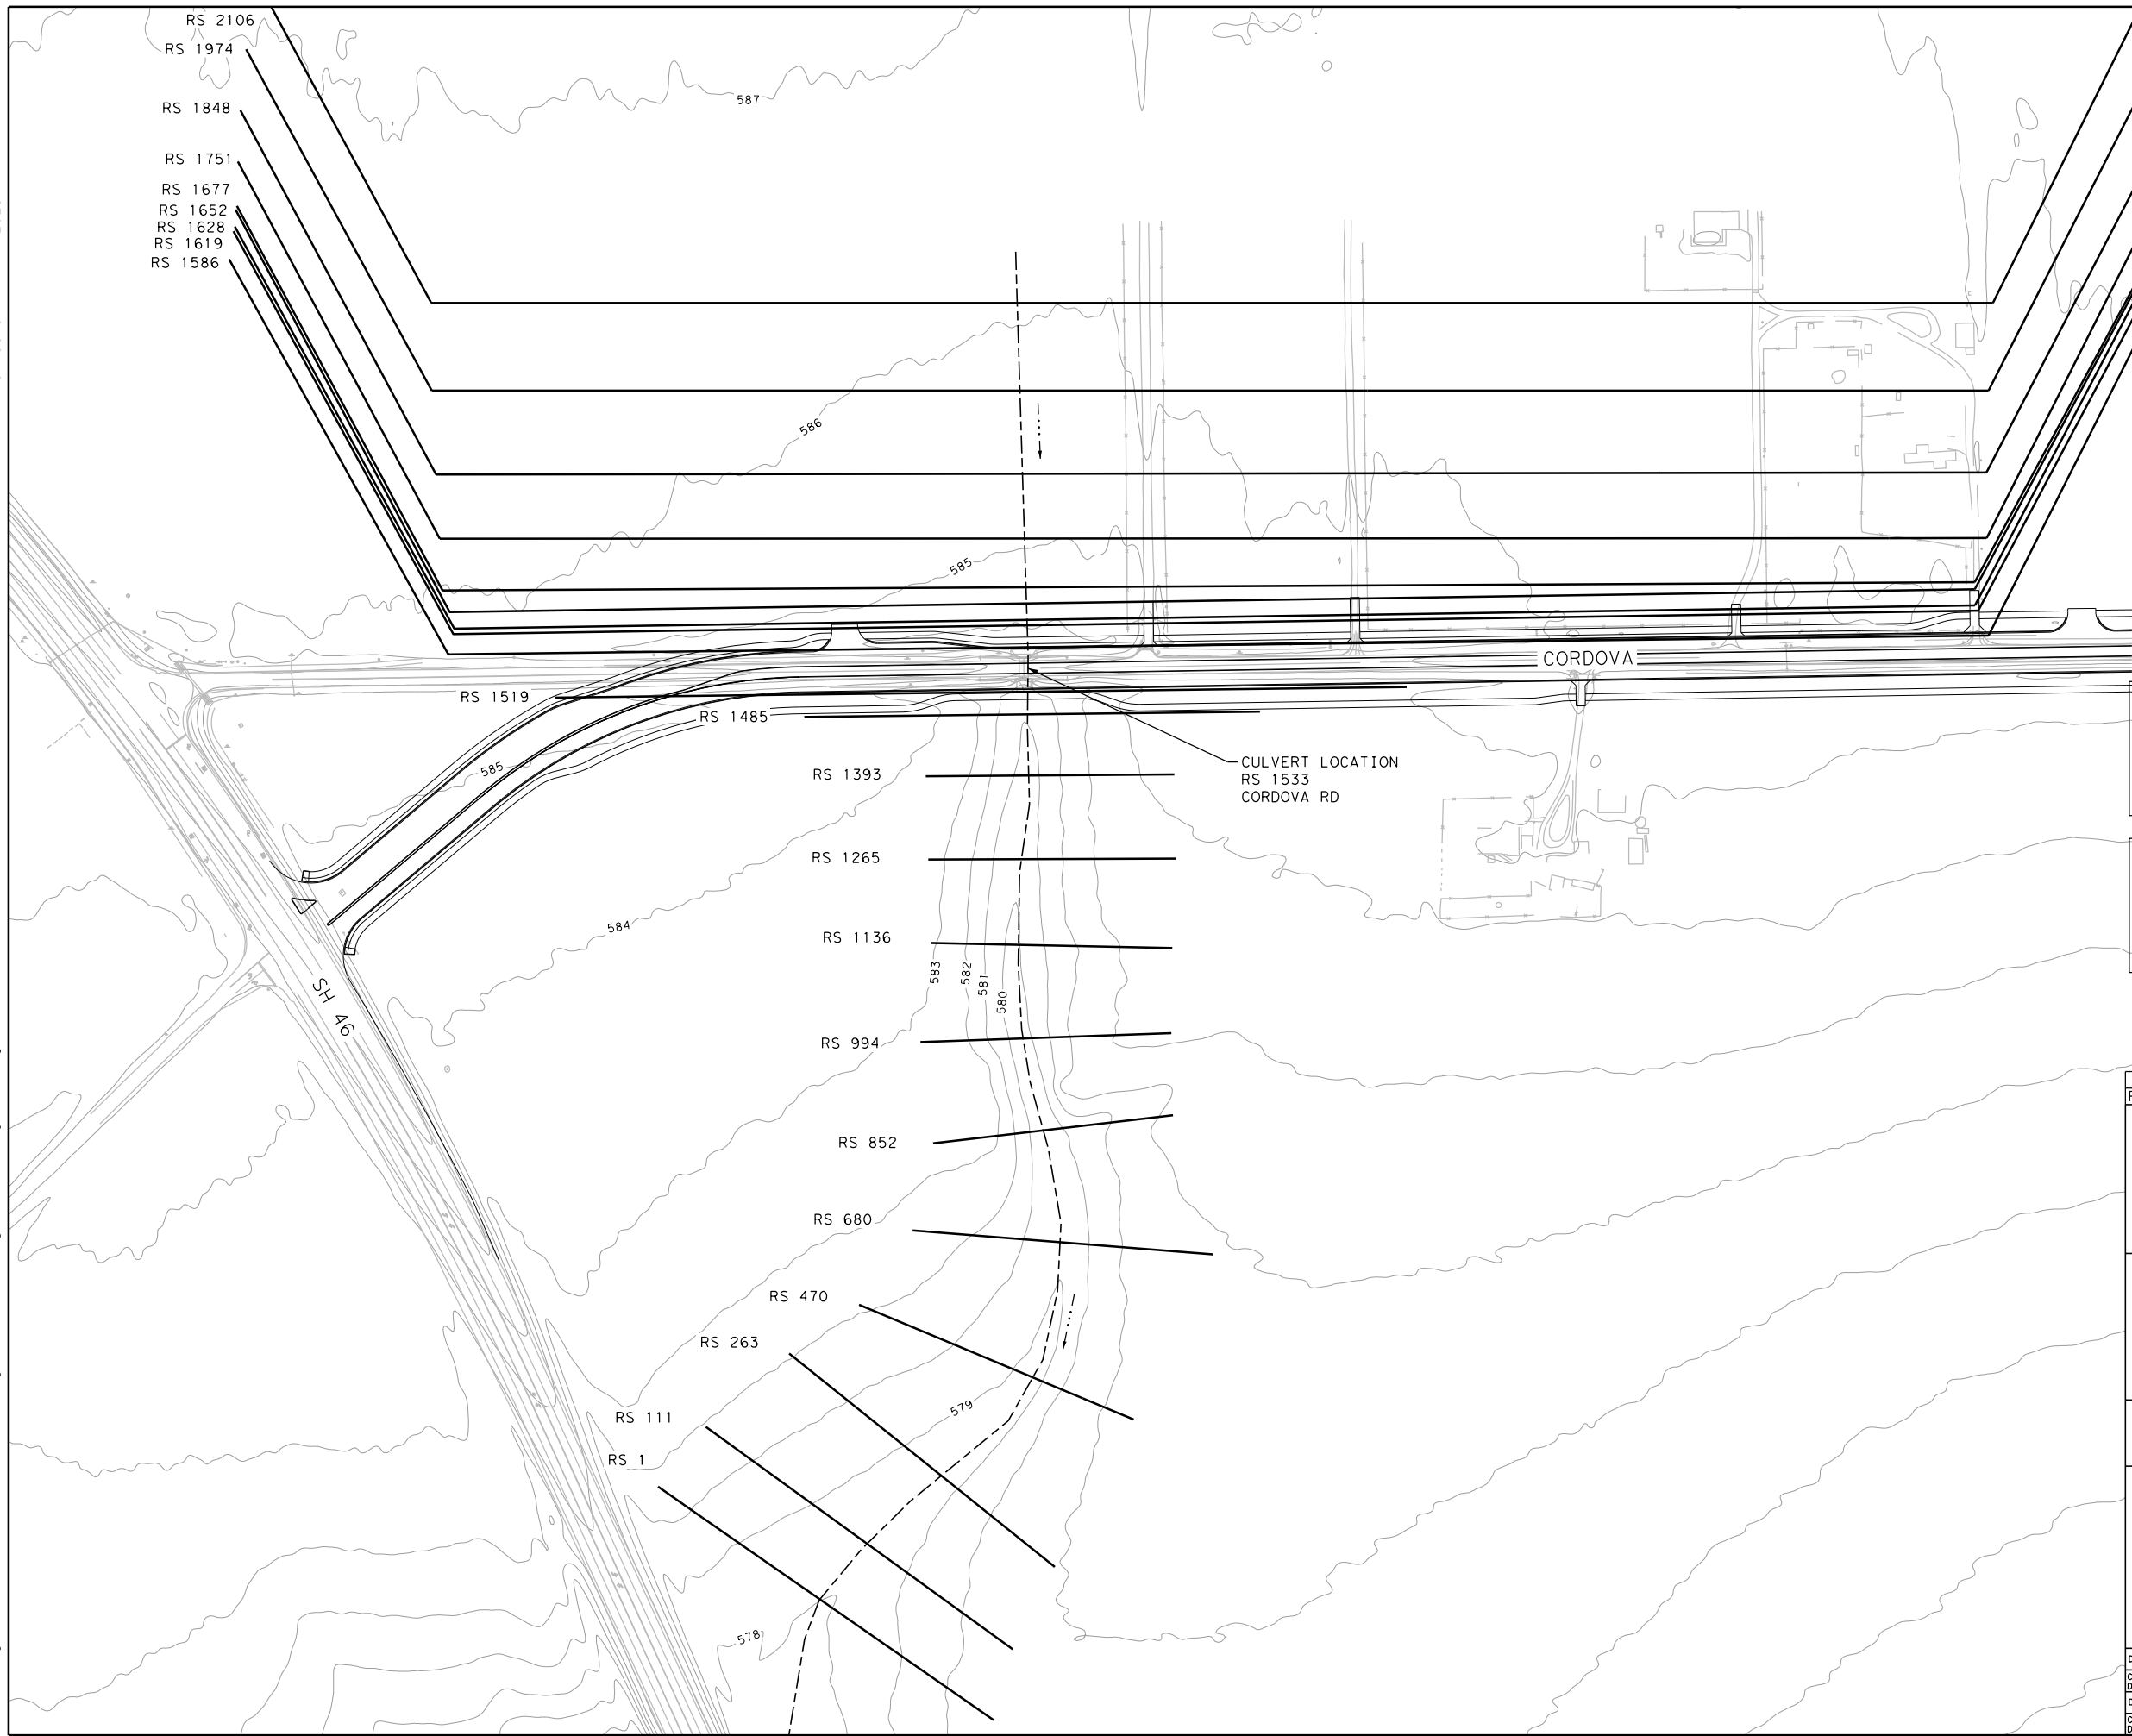 RS 2106
RS 1974
587
RS 1848
RS 1751
RS 1677
RS 1652
RS 1628
RS 1619
RS 1586
586
585
CORDOVA
RS 1519
RS 1485
585
CULVERT LOCATION
RS 1533
CORDOVA RD
RS 1393
RS 1265
584
RS 1136
583
582
581
580
SH 46
RS 994
RS 852
RS 680
RS 470
RS 263
579
RS 111
RS 1
578